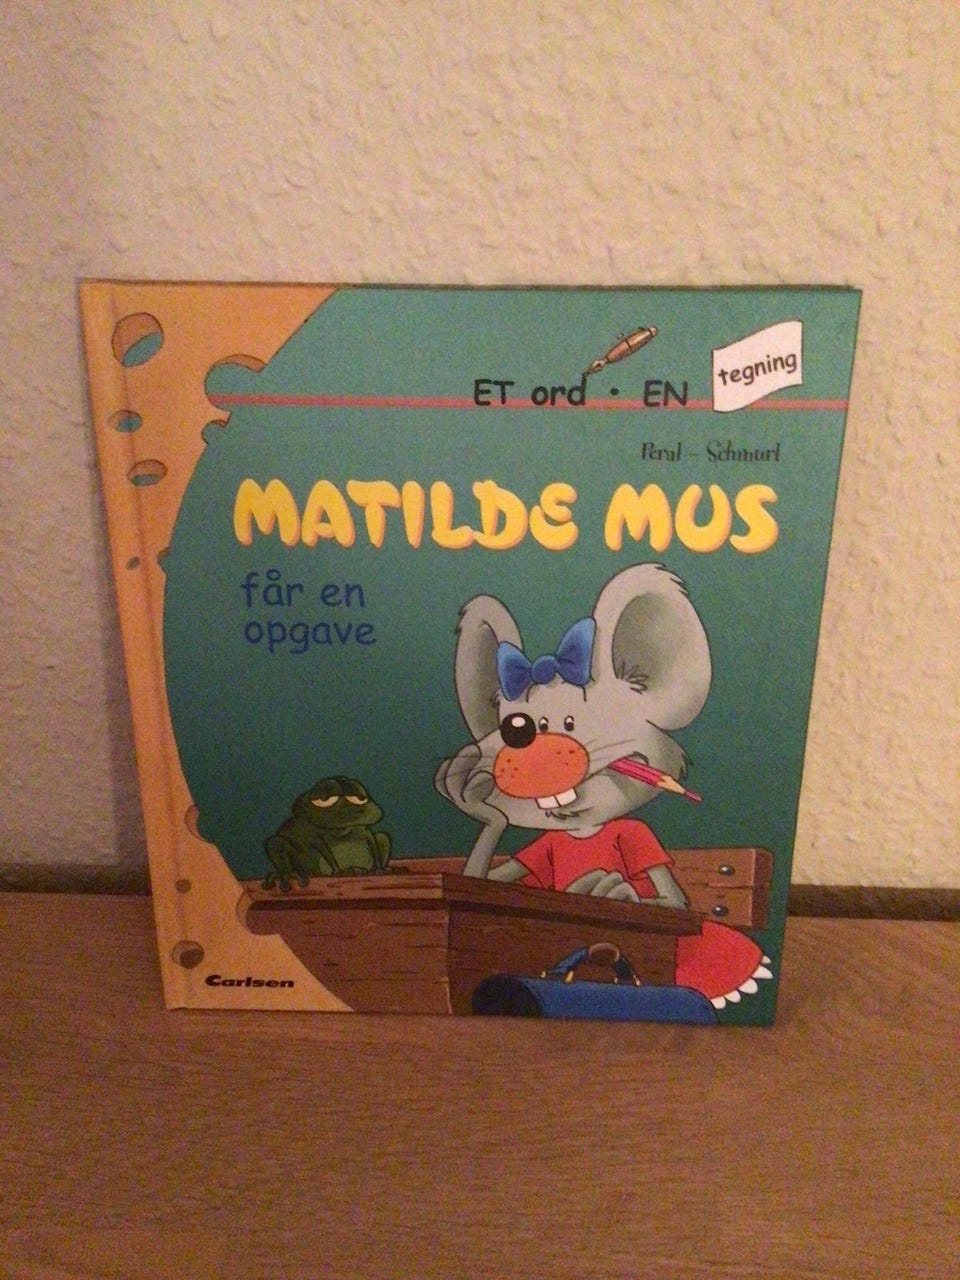 ET ord · EN tegning
Peral - Schmurl
MATILDE MUS
får en
opgave
Carlsen